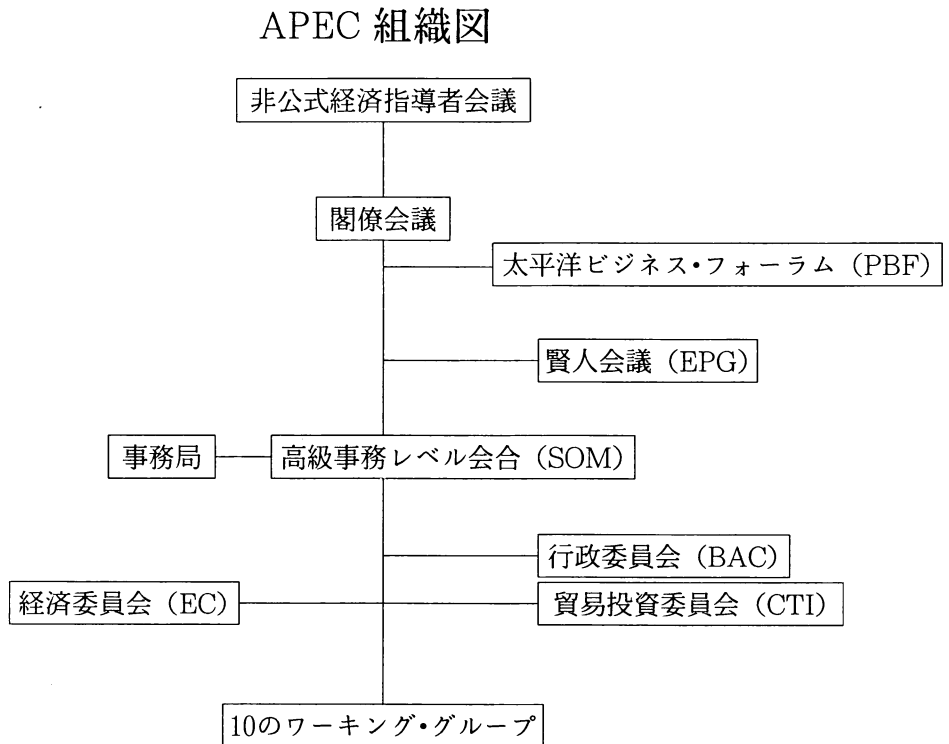 APEC 組織図
非公式経済指導者会議
閣僚会議
太平洋ビジネス・フォーラム（PBF）
賢人会議（EPG）
事務局
高級事務レベル会合（SOM）
行政委員会（BAC）
経済委員会（EC）
貿易投資委員会（CTI）
10のワーキング・グループ